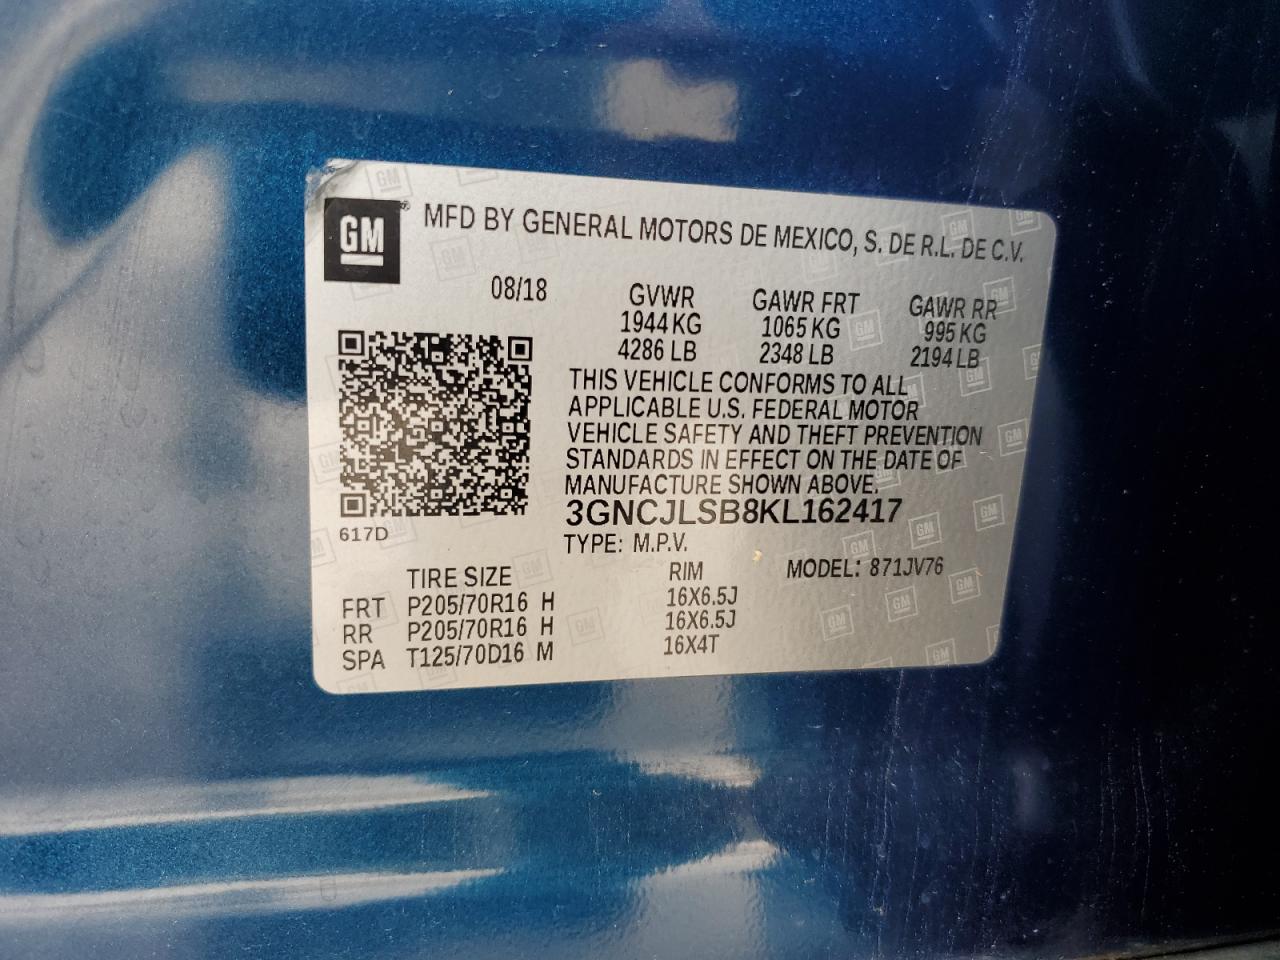 GM
MFD BY GENERAL MOTORS DE MEXICO, S. DE R.L. DE C.V.
08/18 GVWR GAWR FRT GAWR RR
1944 KG 1065 KG 995 KG
4286 LB 2348 LB 2194 LB
THIS VEHICLE CONFORMS TO ALL
APPLICABLE U.S. FEDERAL MOTOR
VEHICLE SAFETY AND THEFT PREVENTION
STANDARDS IN EFFECT ON THE DATE OF
MANUFACTURE SHOWN ABOVE.
3GNCJLSB8KL162417
617D
TYPE: M.P.V.
MODEL: 871JV76
TIRE SIZE RIM
FRT P205/70R16 H 16X6.5J
RR P205/70R16 H 16X6.5J
SPA T125/70D16 M 16X4T